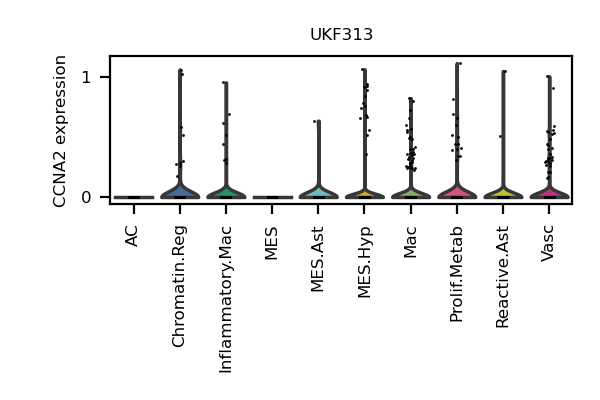 UKF313
CCNA2 expression
1
0
AC
Chromatin.Reg
Inflammatory.Mac
MES
MES.Ast
MES.Hyp
Mac
Prolif.Metab
Reactive.Ast
Vasc